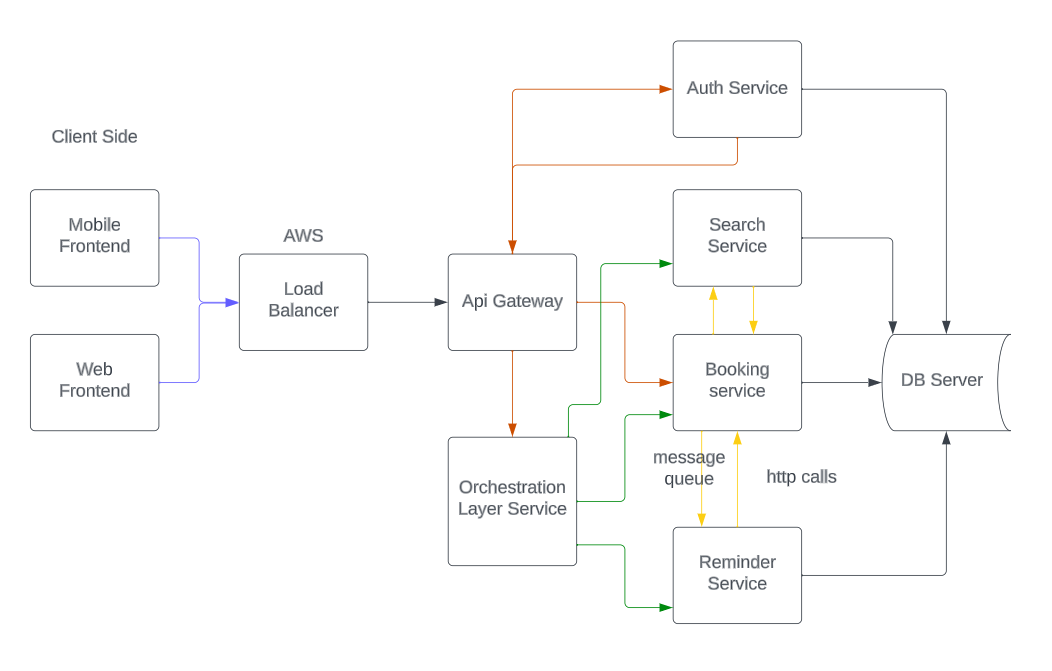 Auth Service
Client Side
Mobile
Frontend
Search
Service
AWS
Load
Balancer
Api Gateway
Web
Frontend
Booking
service
DB Server
message
queue
http calls
Orchestration
Layer Service
Reminder
Service